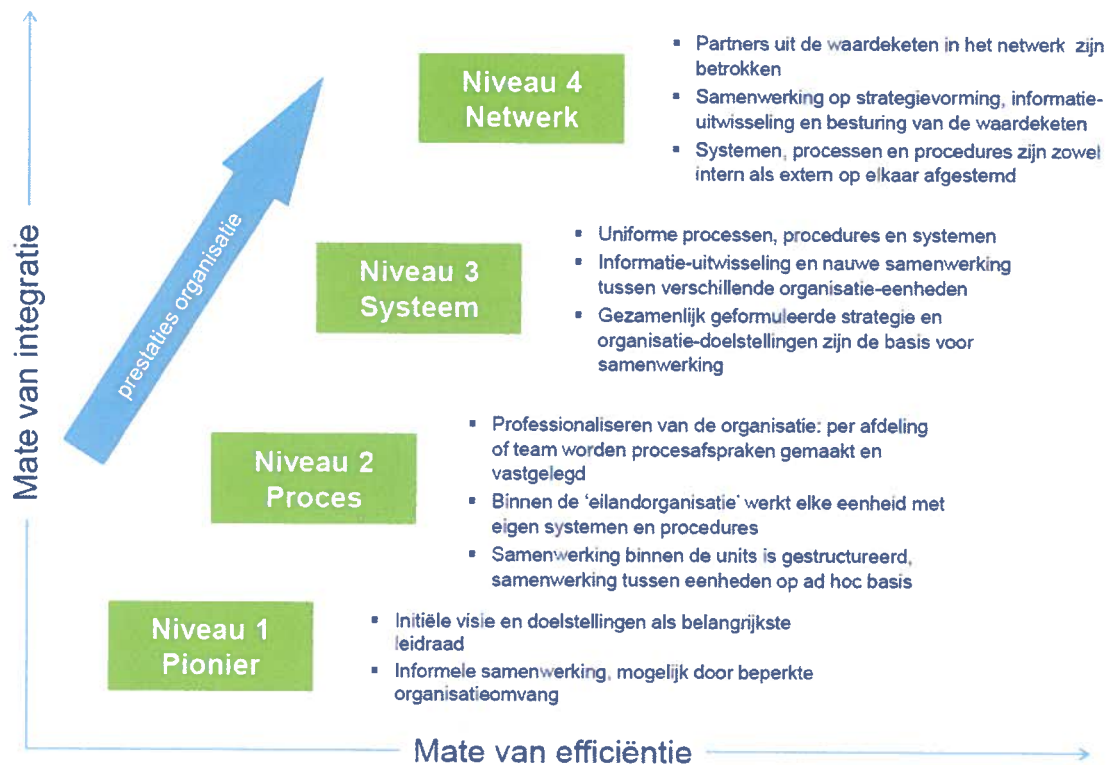 Niveau 4
Netwerk
▪ Partners uit de waardeketen in het netwerk zijn
betrokken
▪ Samenwerking op strategievorming, informatie-
uitwisseling en besturing van de waardeketen
▪ Systemen, processen en procedures zijn zowel
intern als extern op elkaar afgestemd
prestaties organisatie
Mate van integratie
Niveau 3
Systeem
▪ Uniforme processen, procedures en systemen
▪ Informatie-uitwisseling en nauwe samenwerking
tussen verschillende organisatie-eenheden
▪ Gezamenlijk geformuleerde strategie en
organisatie-doelstellingen zijn de basis voor
samenwerking
Niveau 2
Proces
▪ Professionaliseren van de organisatie: per afdeling
of team worden procesafspraken gemaakt en
vastgelegd
▪ Binnen de 'eilandorganisatie' werkt elke eenheid met
eigen systemen en procedures
▪ Samenwerking binnen de units is gestructureerd,
samenwerking tussen eenheden op ad hoc basis
Niveau 1
Pionier
▪ Initiële visie en doelstellingen als belangrijkste
leidraad
▪ Informele samenwerking, mogelijk door beperkte
organisatieomvang
Mate van efficiëntie